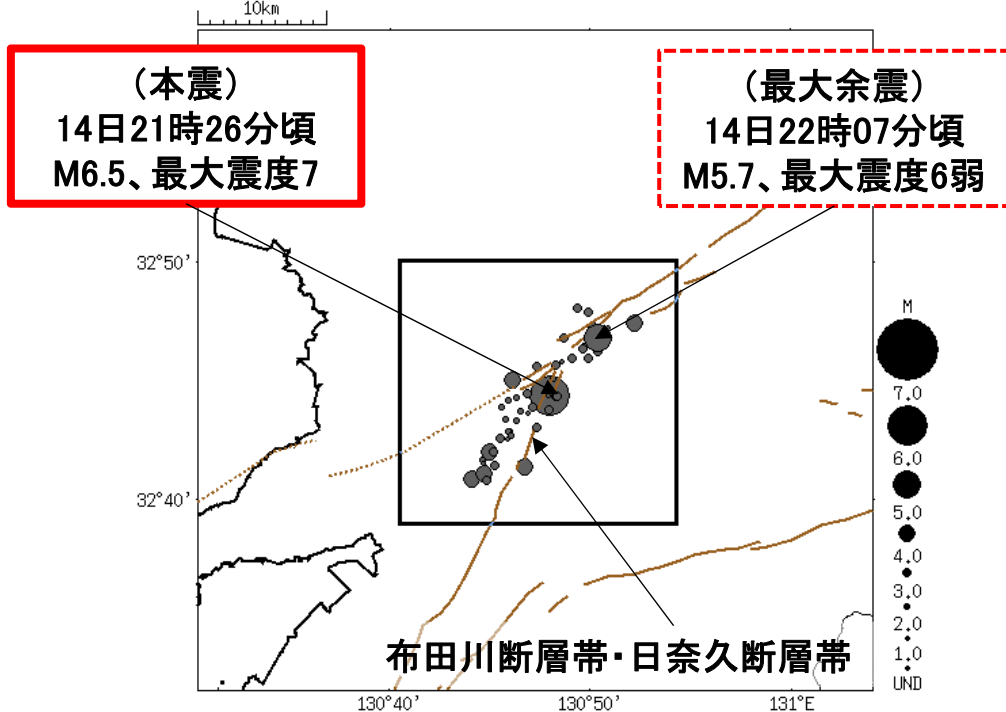 10km
(本震)
14日21時26分頃
M6.5、最大震度7
(最大余震)
14日22時07分頃
M5.7、最大震度6弱
32°50'
32°40'
M
7.0
6.0
5.0
4.0
3.0
2.0
1.0
UND
布田川断層帯・日奈久断層帯
130°40'
130°50'
131°E